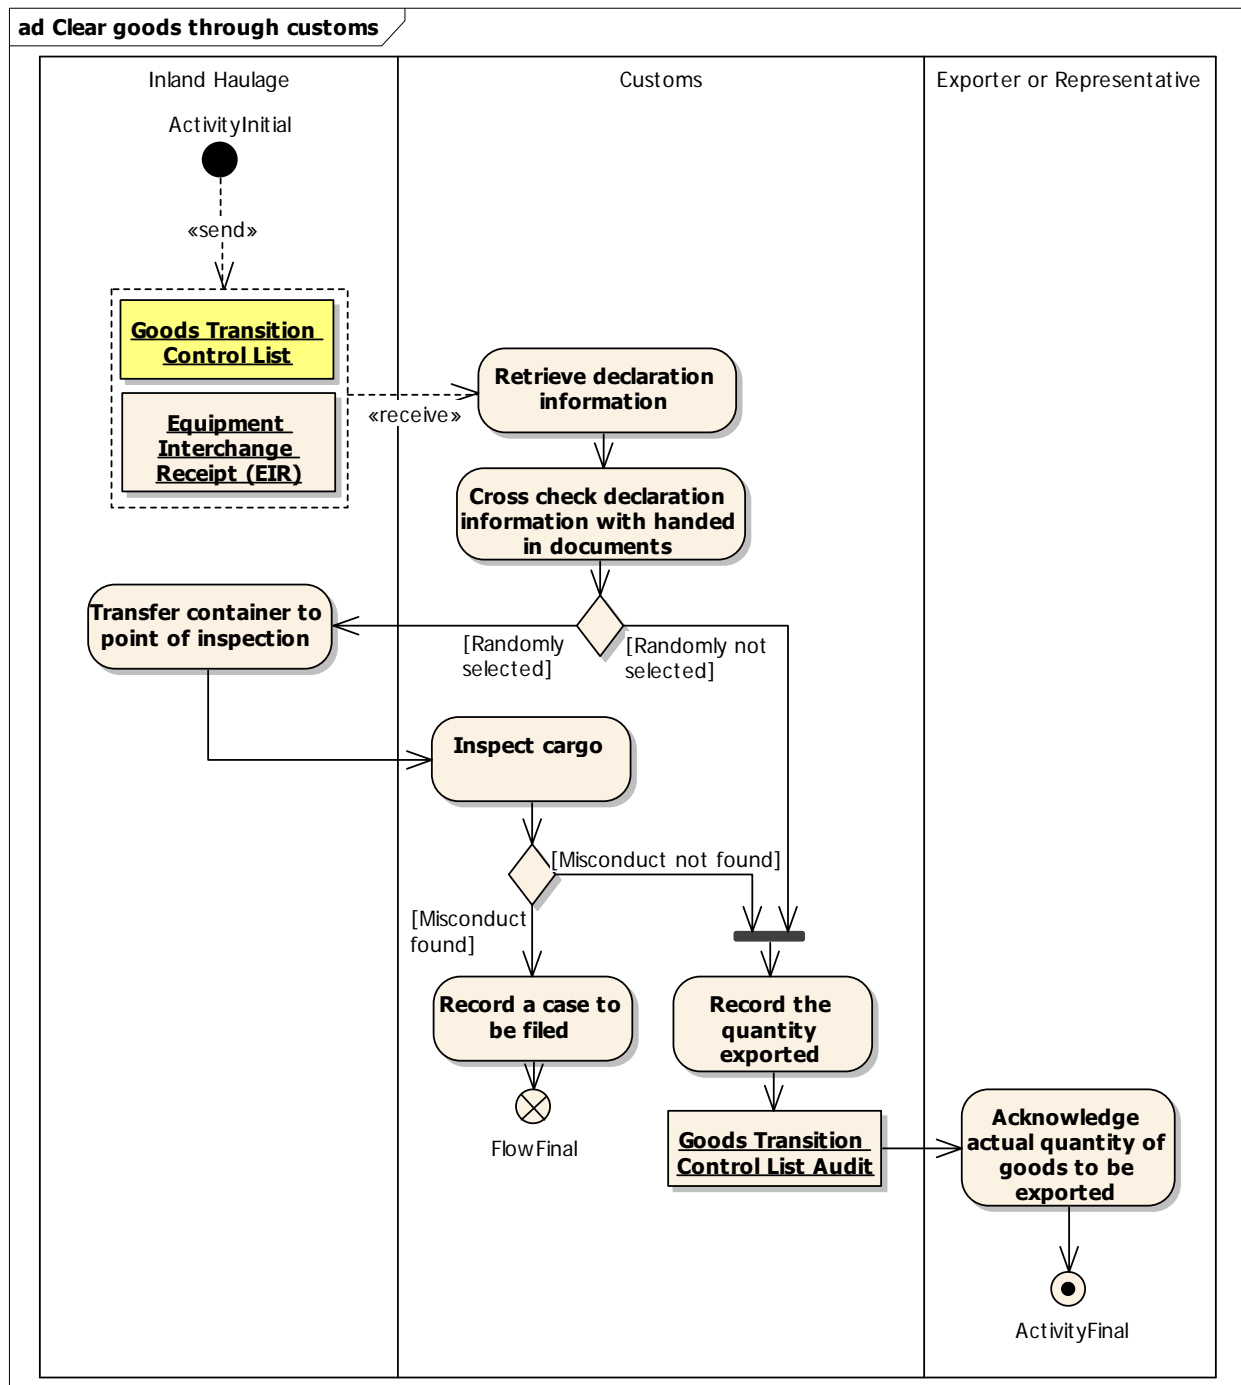 ad Clear goods through customs
Inland Haulage
Customs
Exporter or Representative
ActivityInitial
«send»
Goods Transition
Control List
Equipment
Interchange
Receipt (EIR)
«receive»
Retrieve declaration
information
Cross check declaration
information with handed
in documents
Transfer container to
point of inspection
[Randomly
selected]
[Randomly not
selected]
Inspect cargo
[Misconduct not found]
[Misconduct
found]
Record a case to
be filed
Record the
quantity
exported
FlowFinal
Goods Transition
Control List Audit
Acknowledge
actual quantity of
goods to be
exported
ActivityFinal